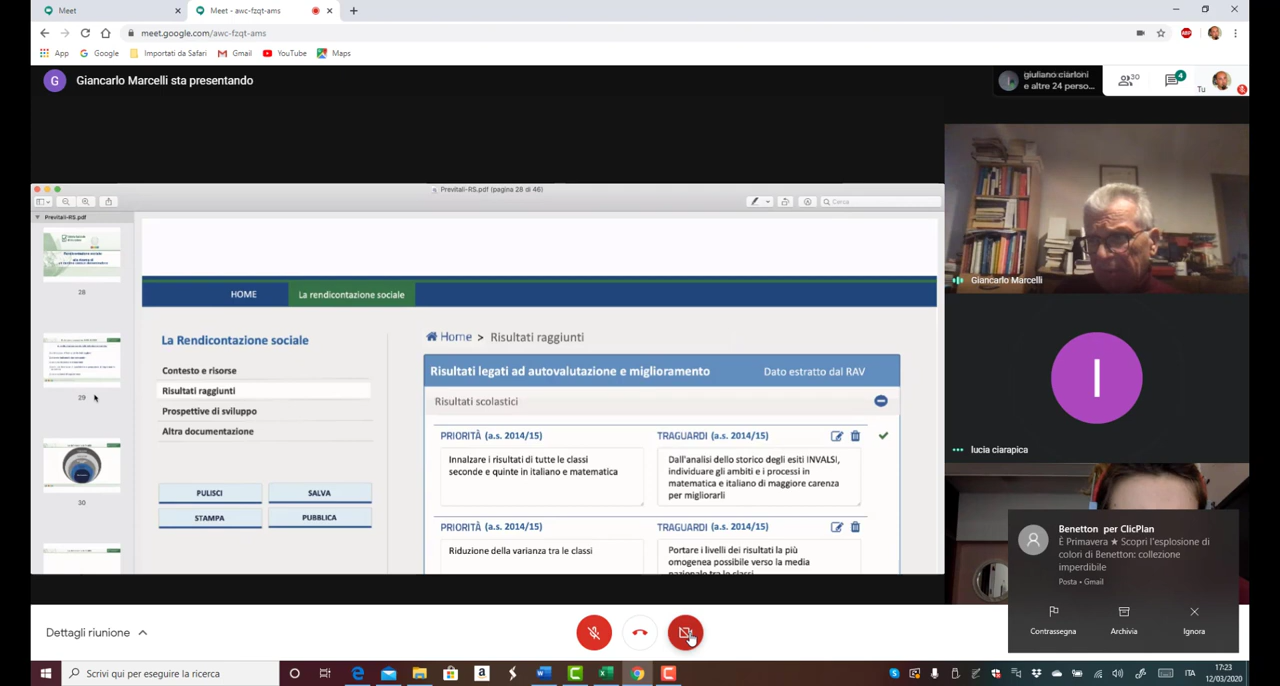 Meet
Meet - awc-fzqt-ams
meet.google.com/awc-fzqt-ams
App
Google
Importati da Safari
Gmail
YouTube
Maps
G
Giancarlo Marcelli sta presentando
giuliano ciarloni
e altre 24 perso...
30
4
Tu
Previtali-RS.pdf (pagina 28 di 46)
Cerca
Previtali-RS.pdf
28
29
30
HOME
La rendicontazione sociale
La Rendicontazione sociale
Contesto e risorse
Risultati raggiunti
Prospettive di sviluppo
Altra documentazione
PULISCI
SALVA
STAMPA
PUBBLICA
Home > Risultati raggiunti
Risultati legati ad autovalutazione e miglioramento
Dato estratto dal RAV
Risultati scolastici
PRIORITÀ (a.s. 2014/15)
TRAGUARDI (a.s. 2014/15)
Innalzare i risultati di tutte le classi
seconde e quinte in italiano e matematica
Dall'analisi dello storico degli esiti INVALSI,
individuare gli ambiti e i processi in
matematica e italiano di maggiore carenza
per migliorarli
PRIORITÀ (a.s. 2014/15)
TRAGUARDI (a.s. 2014/15)
Riduzione della varianza tra le classi
Portare i livelli dei risultati la più
omogenea possibile verso la media
nazionale tra le classi
Giancarlo Marcelli
l
lucia ciarapica
Benetton per ClicPlan
È Primavera ★ Scopri l'esplosione di
colori di Benetton: collezione
imperdibile
Posta • Gmail
Contrassegna
Archivia
Ignora
Dettagli riunione
Scrivi qui per eseguire la ricerca
ITA
17:23
12/03/2020